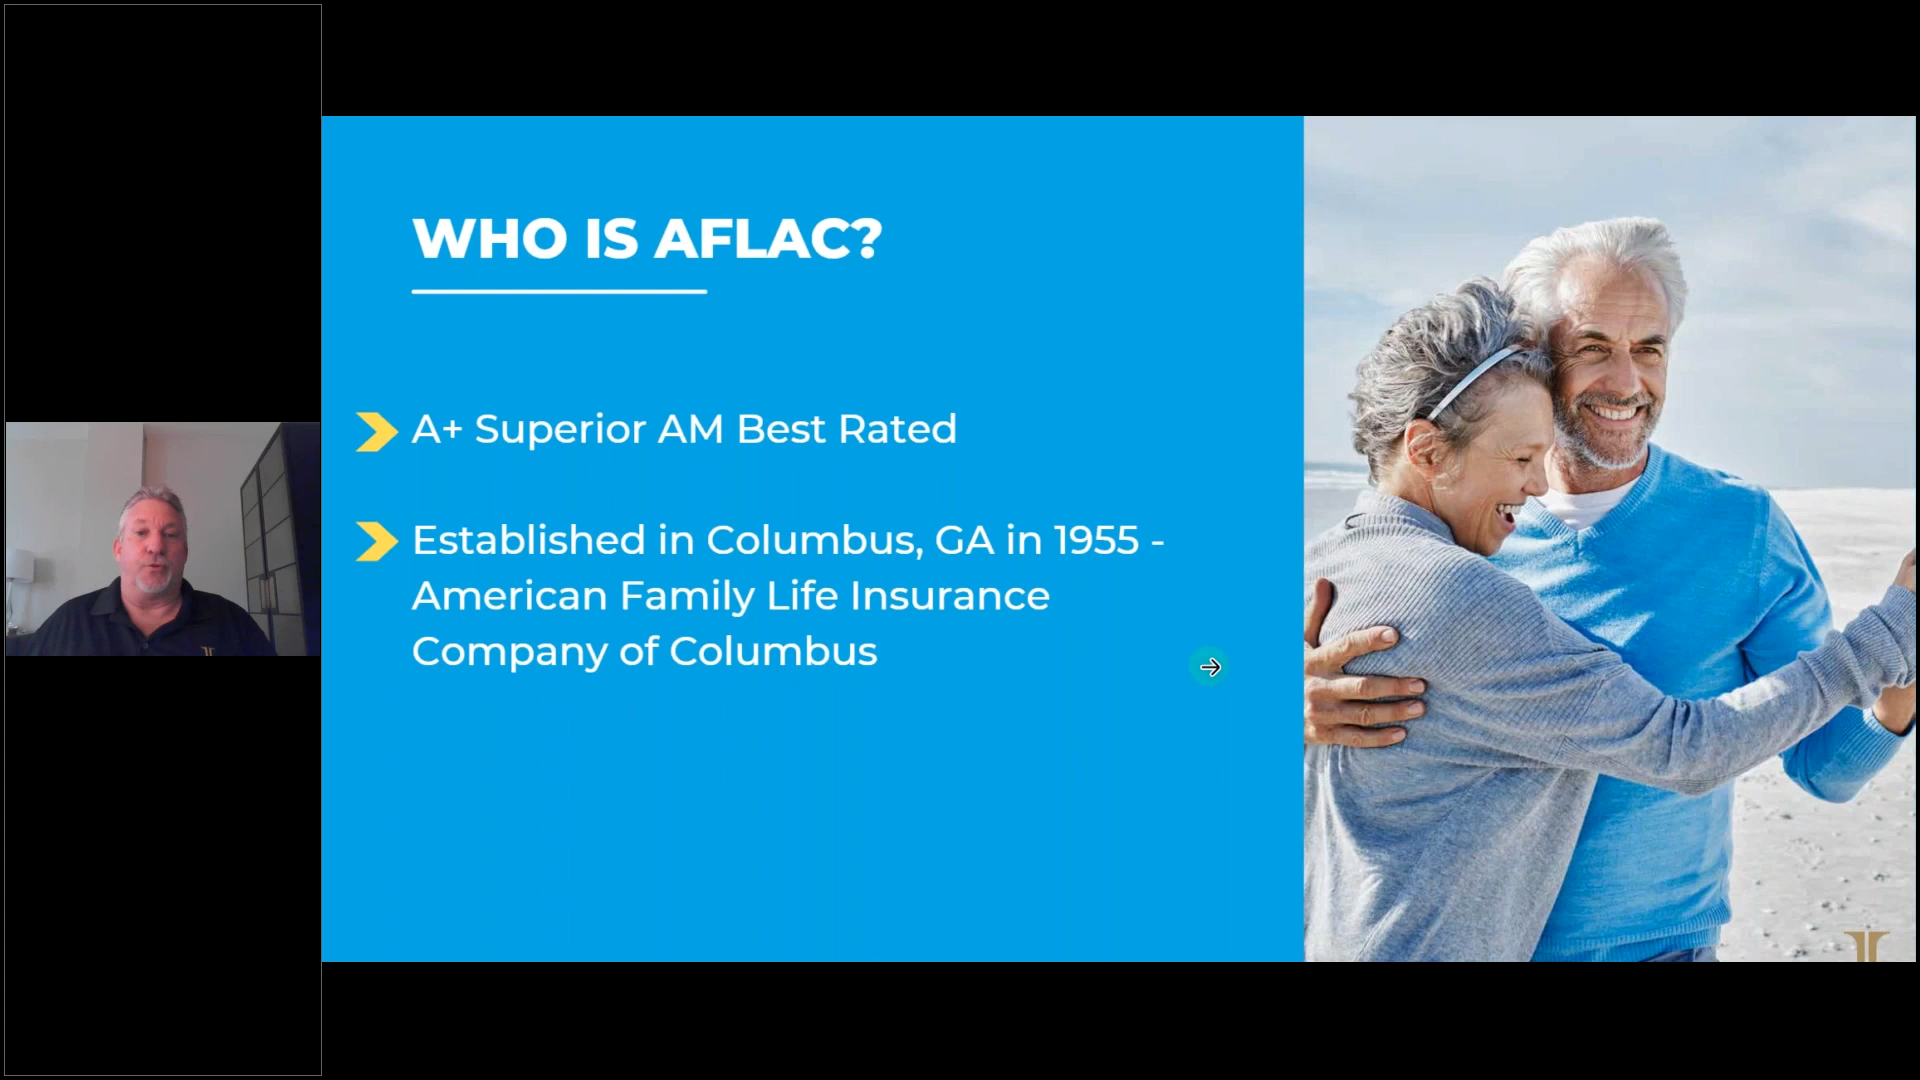 WHO IS AFLAC?
A+ Superior AM Best Rated
Established in Columbus, GA in 1955 -
American Family Life Insurance
Company of Columbus